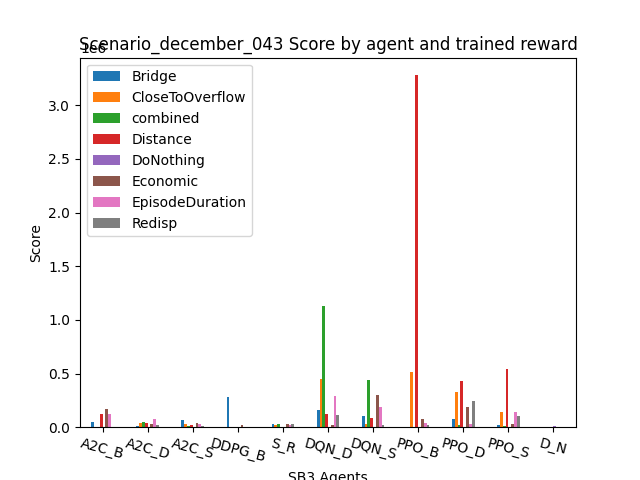 Scenario_december_043 Score by agent and trained reward
1e6
Bridge
CloseToOverflow
combined
Distance
DoNothing
Economic
EpisodeDuration
Redisp
Score
3.0
2.5
2.0
1.5
1.0
0.5
0.0
A2C_B A2C_D A2C_S DDPG_B S_R DQN_D DQN_S PPO_B PPO_D PPO_S D_N
SB3 Agents